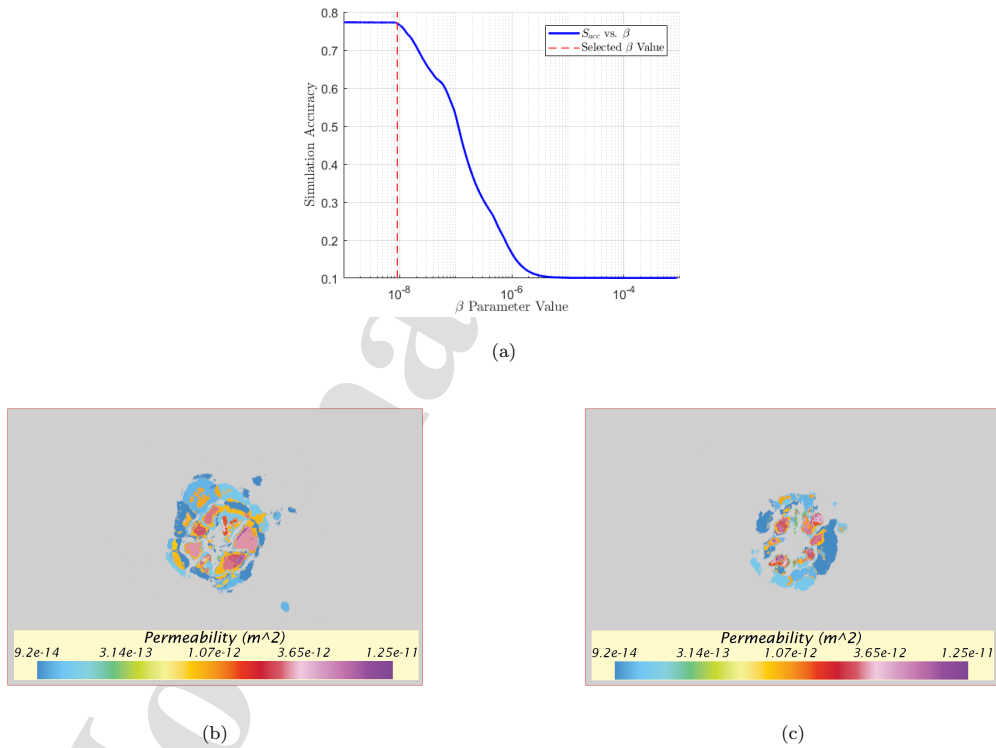 0.8
0.7
0.6
0.5
0.4
0.3
0.2
0.1
Simulation Accuracy
S_acc vs. β
Selected β Value
10^-8
10^-6
10^-4
β Parameter Value
(a)
Permeability (m^2)
9.2e-14 3.14e-13 1.07e-12 3.65e-12 1.25e-11
Permeability (m^2)
9.2e-14 3.14e-13 1.07e-12 3.65e-12 1.25e-11
(b)
(c)